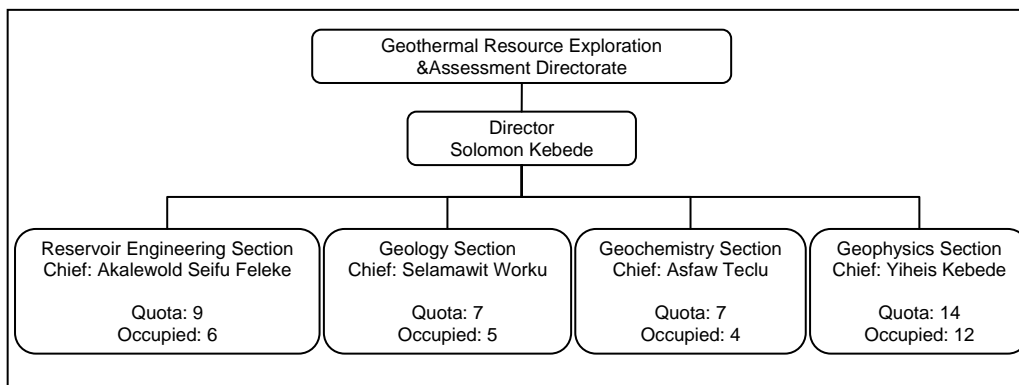 Geothermal Resource Exploration
&Assessment Directorate
Director
Solomon Kebede
Reservoir Engineering Section
Chief: Akalewold Seifu Feleke
Quota: 9
Occupied: 6
Geology Section
Chief: Selamawit Worku
Quota: 7
Occupied: 5
Geochemistry Section
Chief: Asfaw Teclu
Quota: 7
Occupied: 4
Geophysics Section
Chief: Yiheis Kebede
Quota: 14
Occupied: 12